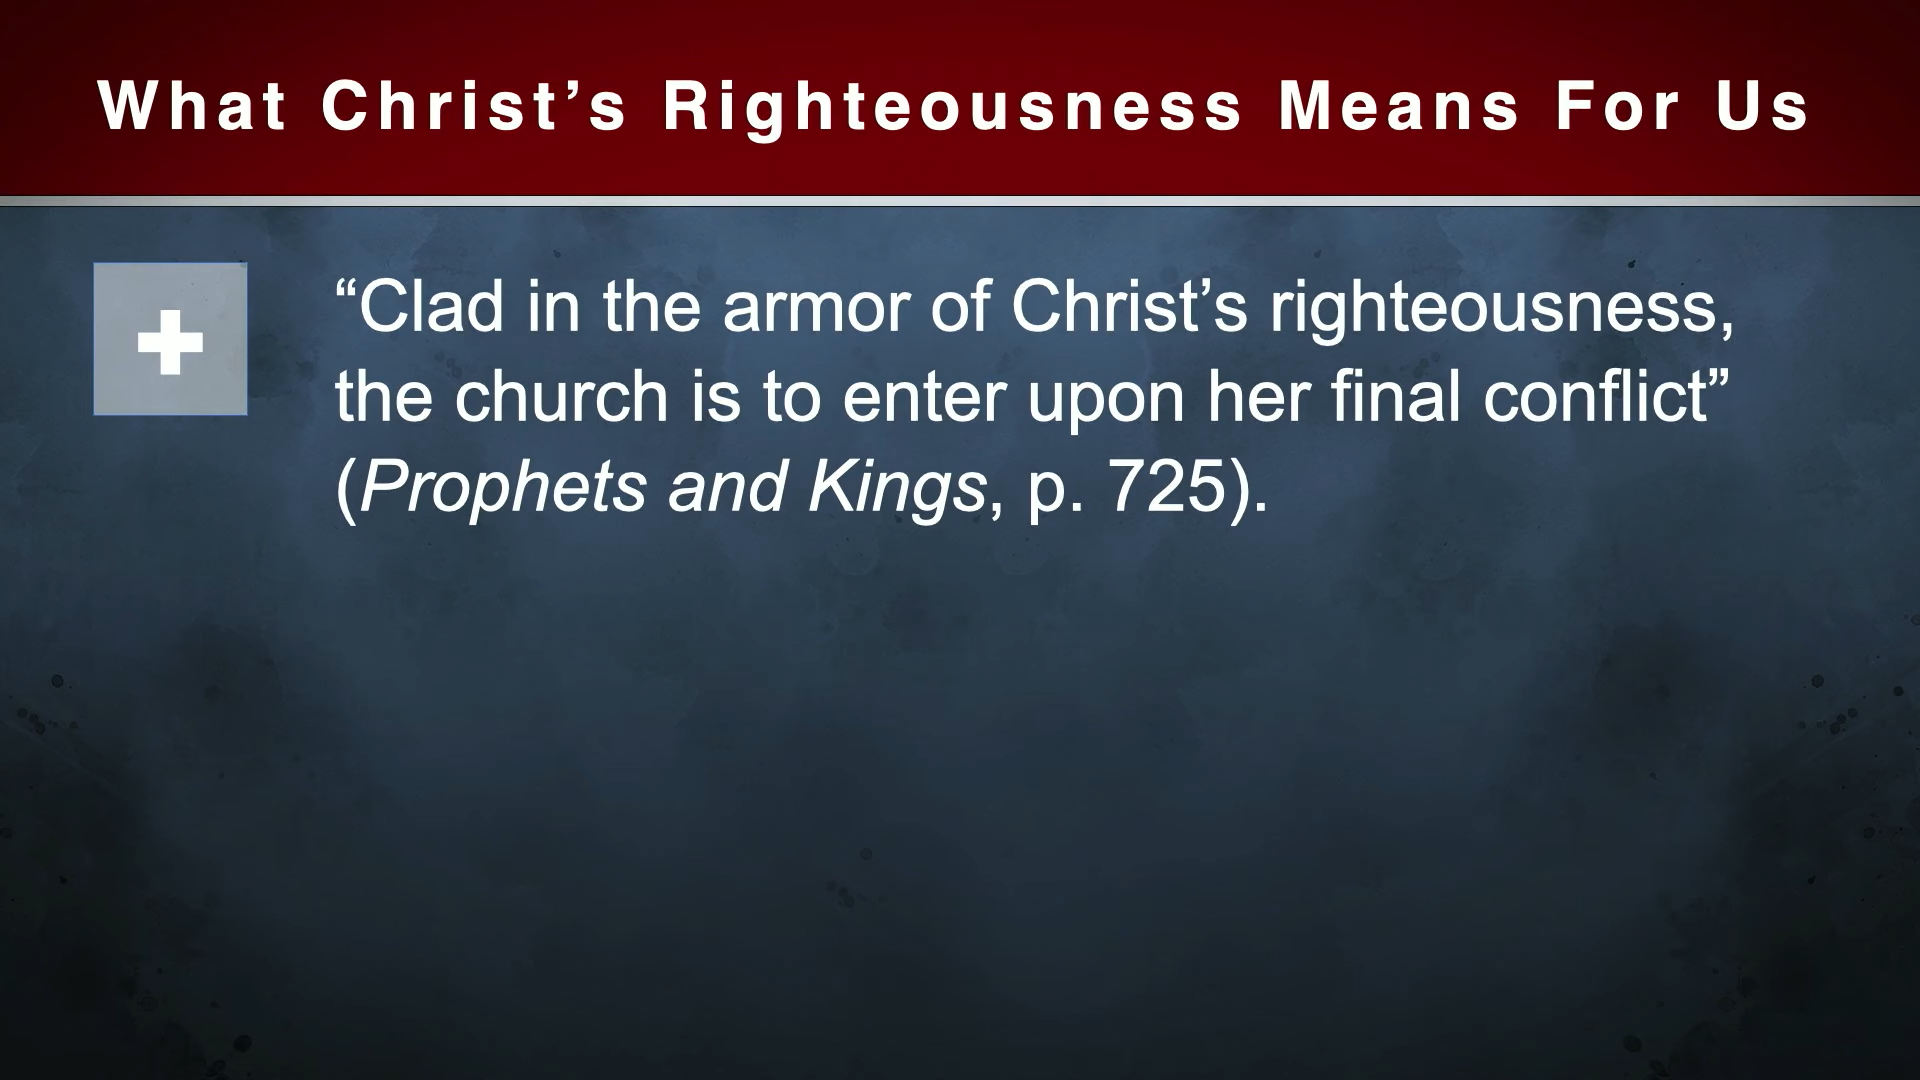 What Christ’s Righteousness Means For Us
“Clad in the armor of Christ’s righteousness,
the church is to enter upon her final conflict”
(Prophets and Kings, p. 725).